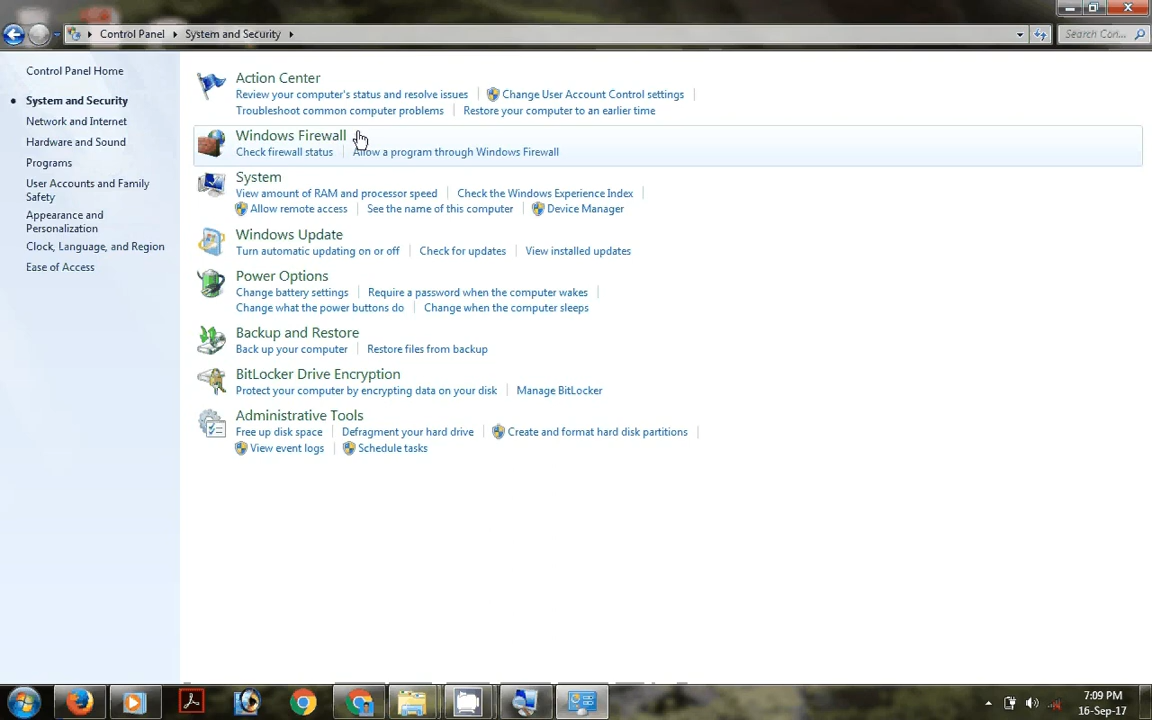 Control Panel System and Security Search Con...
Control Panel Home
System and Security
Network and Internet
Hardware and Sound
Programs
User Accounts and Family
Safety
Appearance and
Personalization
Clock, Language, and Region
Ease of Access
Action Center
Review your computer's status and resolve issues Change User Account Control settings
Troubleshoot common computer problems Restore your computer to an earlier time
Windows Firewall
Check firewall status Allow a program through Windows Firewall
System
View amount of RAM and processor speed Check the Windows Experience Index
Allow remote access See the name of this computer Device Manager
Windows Update
Turn automatic updating on or off Check for updates View installed updates
Power Options
Change battery settings Require a password when the computer wakes
Change what the power buttons do Change when the computer sleeps
Backup and Restore
Back up your computer Restore files from backup
BitLocker Drive Encryption
Protect your computer by encrypting data on your disk Manage BitLocker
Administrative Tools
Free up disk space Defragment your hard drive Create and format hard disk partitions
View event logs Schedule tasks
7:09 PM
16-Sep-17